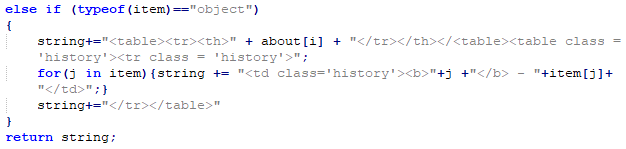 else if (typeof(item)=="object")
{
string+="<table><tr><th>" + about[i] + "</tr></th></<table><table class =
'history'><tr class = 'history'>";
for(j in item){string += "<td class='history'><b>"+j +"</b> - "+item[j]+
"</td>";}
string+="</tr></table>"
}
return string;